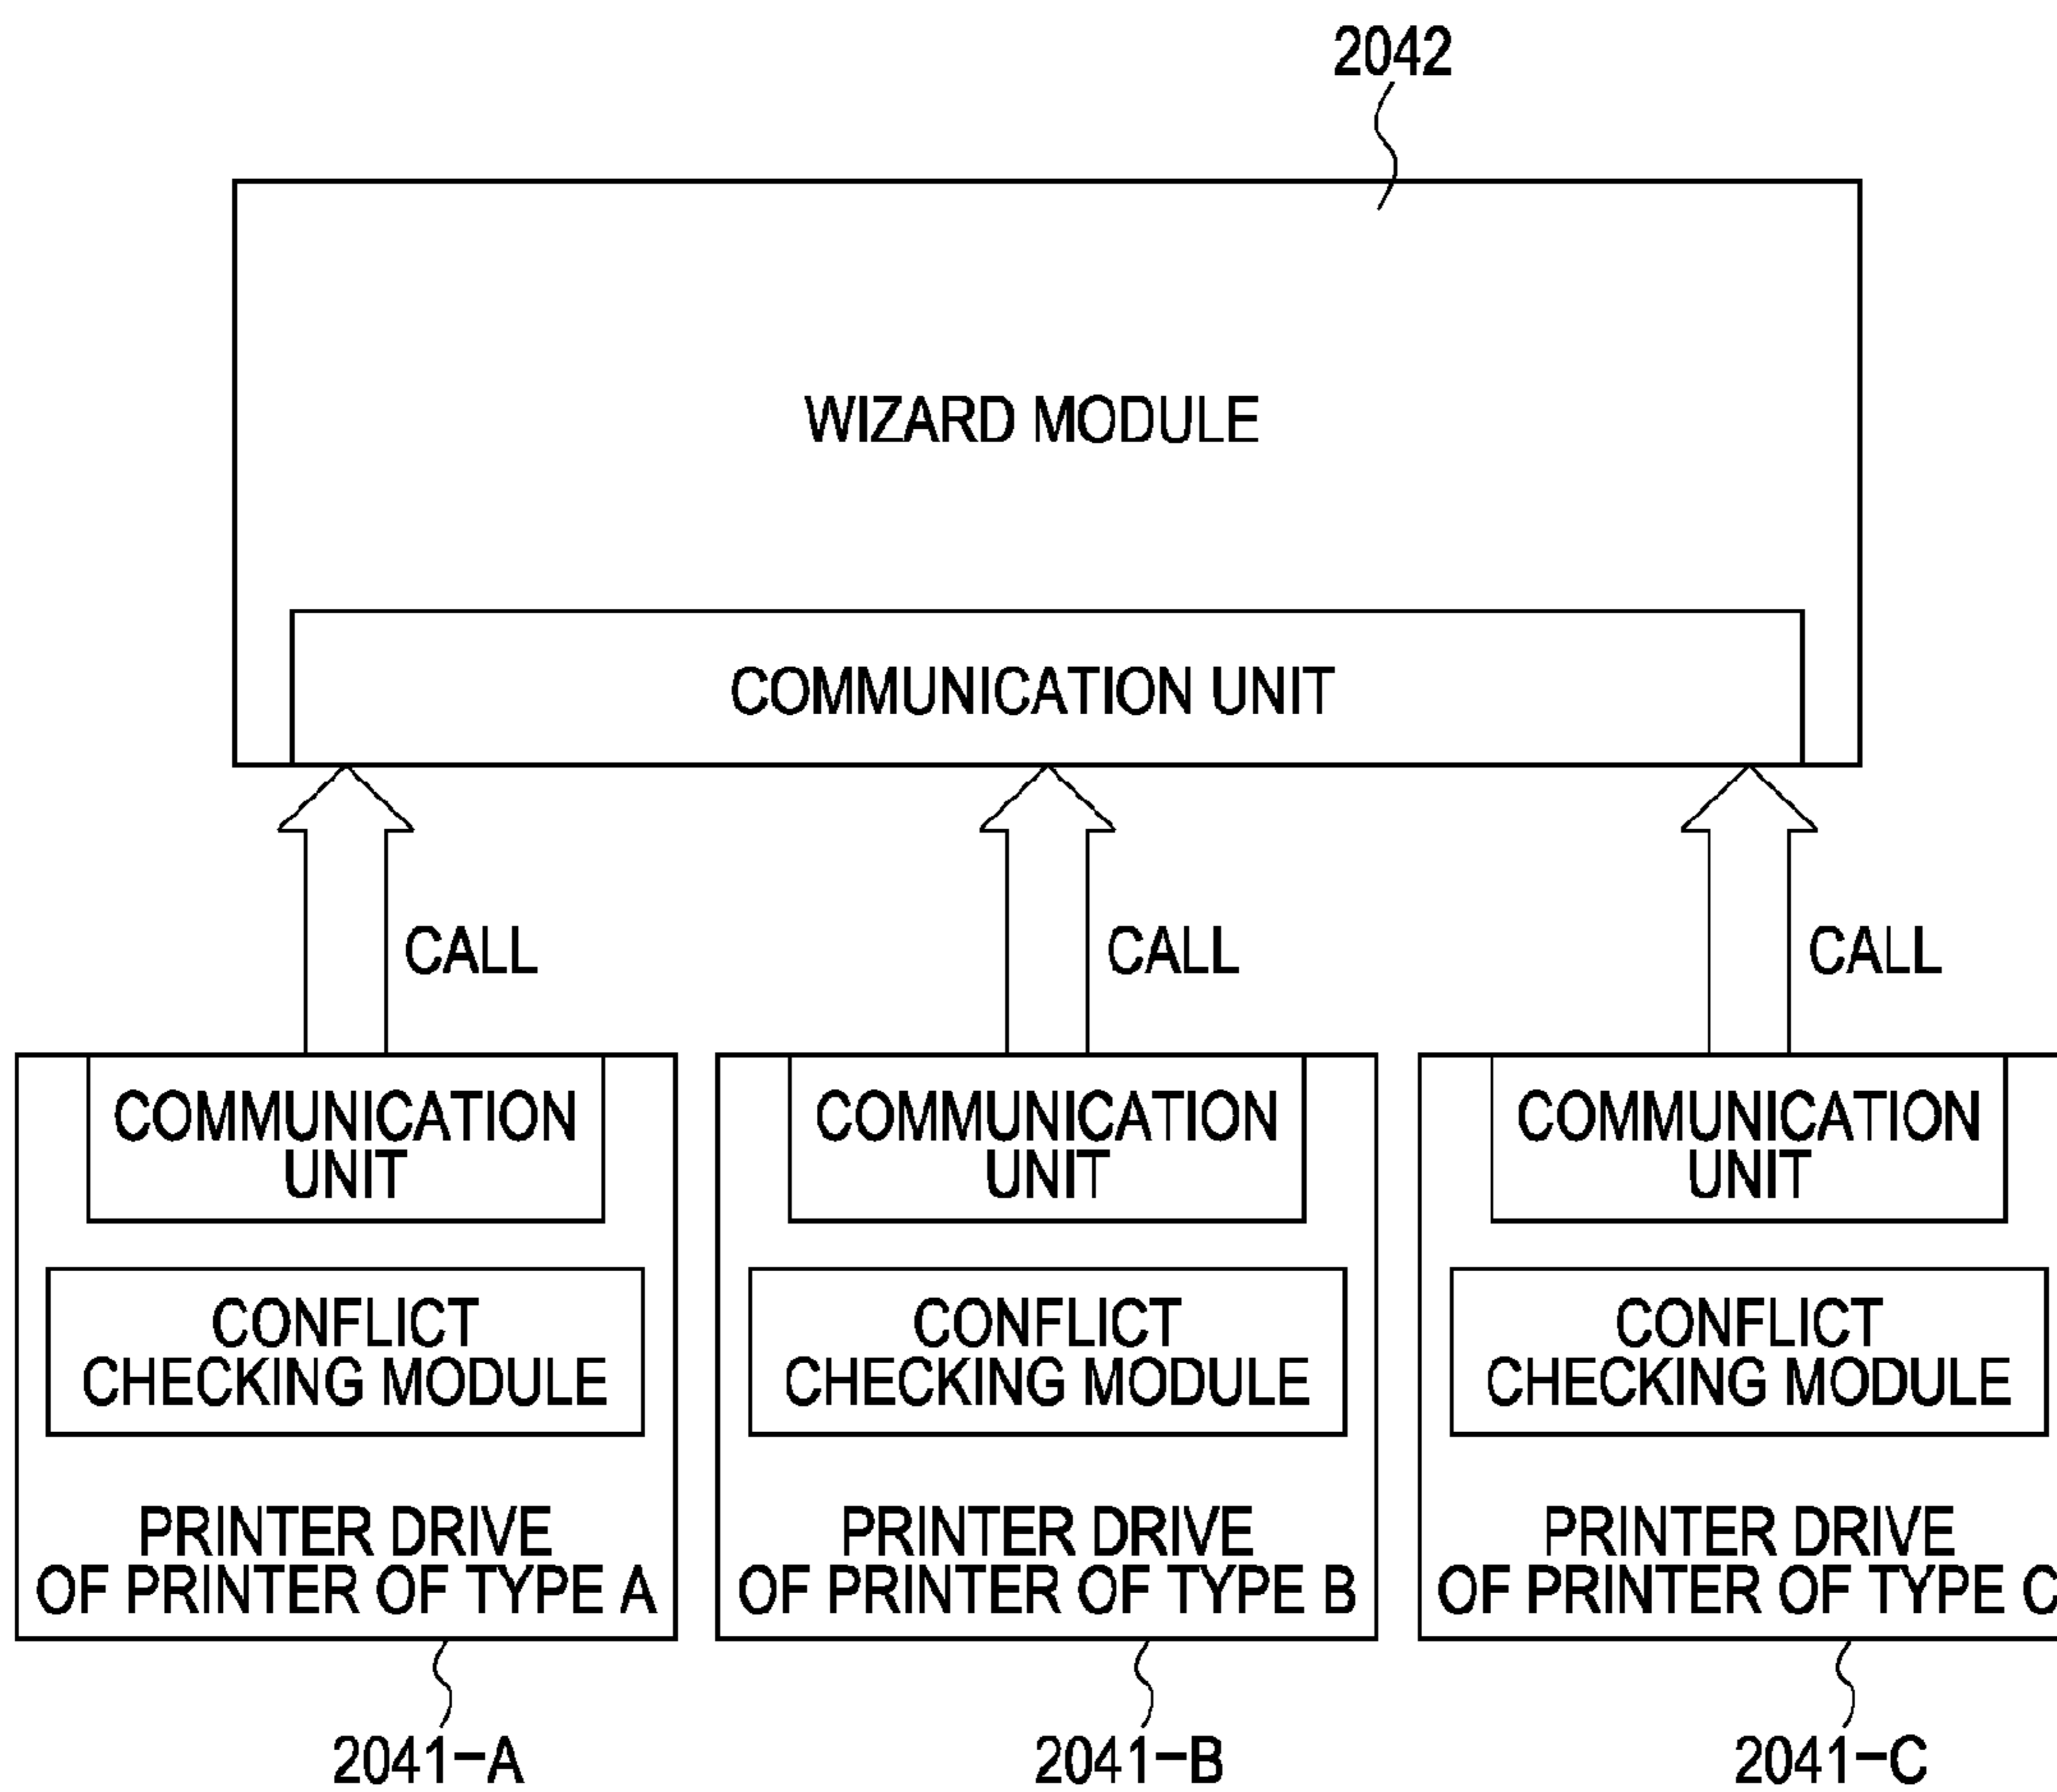 2042
WIZARD MODULE
COMMUNICATION UNIT
CALL
CALL
CALL
COMMUNICATION
UNIT
CONFLICT
CHECKING MODULE
PRINTER DRIVE
OF PRINTER OF TYPE A
COMMUNICATION
UNIT
CONFLICT
CHECKING MODULE
PRINTER DRIVE
OF PRINTER OF TYPE B
COMMUNICATION
UNIT
CONFLICT
CHECKING MODULE
PRINTER DRIVE
OF PRINTER OF TYPE C
2041-A
2041-B
2041-C